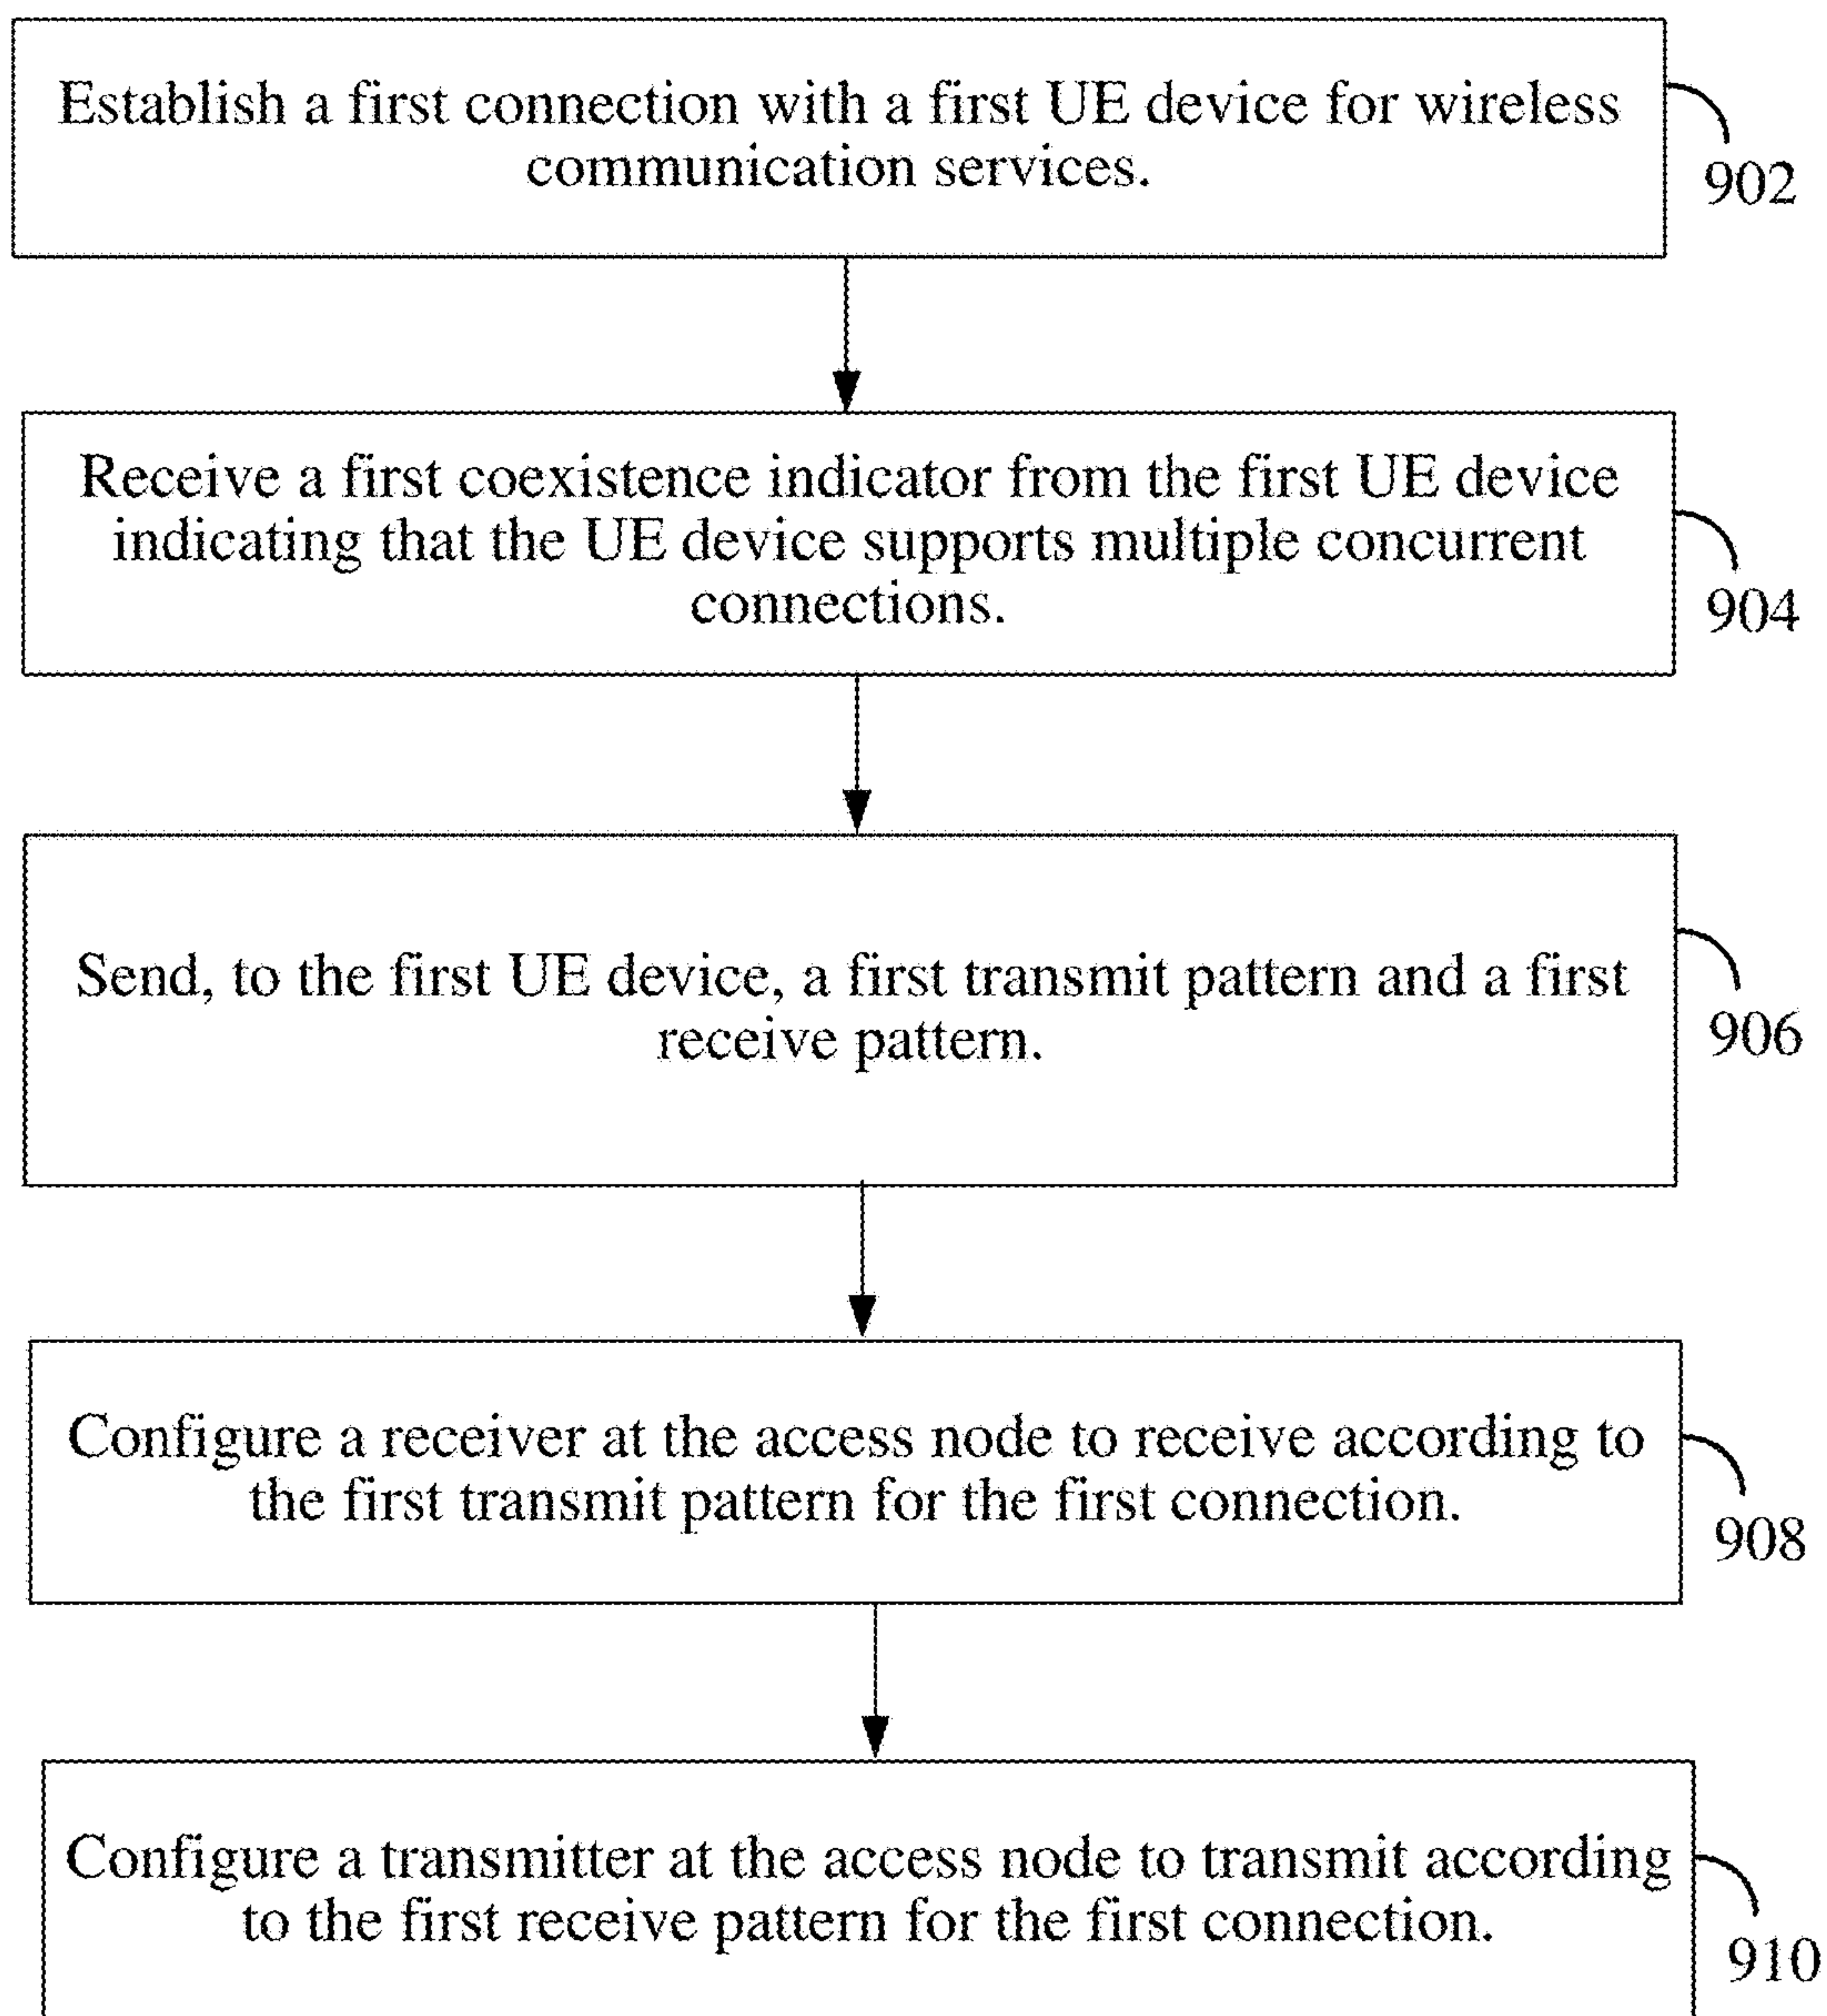 Establish a first connection with a first UE device for wireless
communication services.
902
Receive a first coexistence indicator from the first UE device
indicating that the UE device supports multiple concurrent
connections.
904
Send, to the first UE device, a first transmit pattern and a first
receive pattern.
906
Configure a receiver at the access node to receive according to
the first transmit pattern for the first connection.
908
Configure a transmitter at the access node to transmit according
to the first receive pattern for the first connection.
910